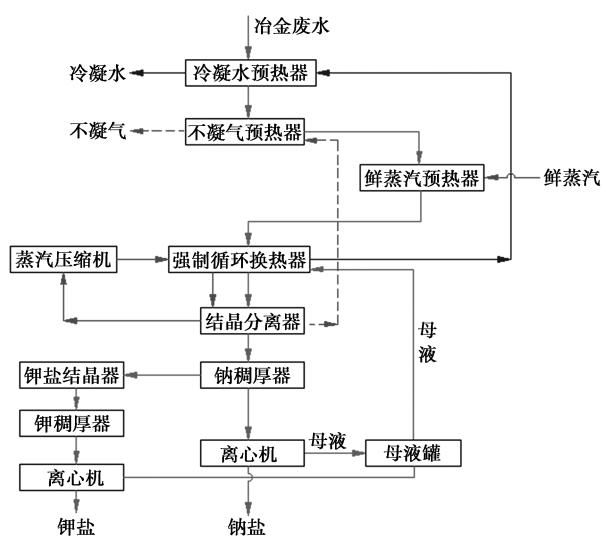 冶金废水
冷凝水
冷凝水预热器
不凝气
不凝气预热器
鲜蒸汽预热器
鲜蒸汽
蒸汽压缩机
强制循环换热器
结晶分离器
母
液
钾盐结晶器
钠稠厚器
钾稠厚器
母液
离心机
母液罐
离心机
钾盐
钠盐